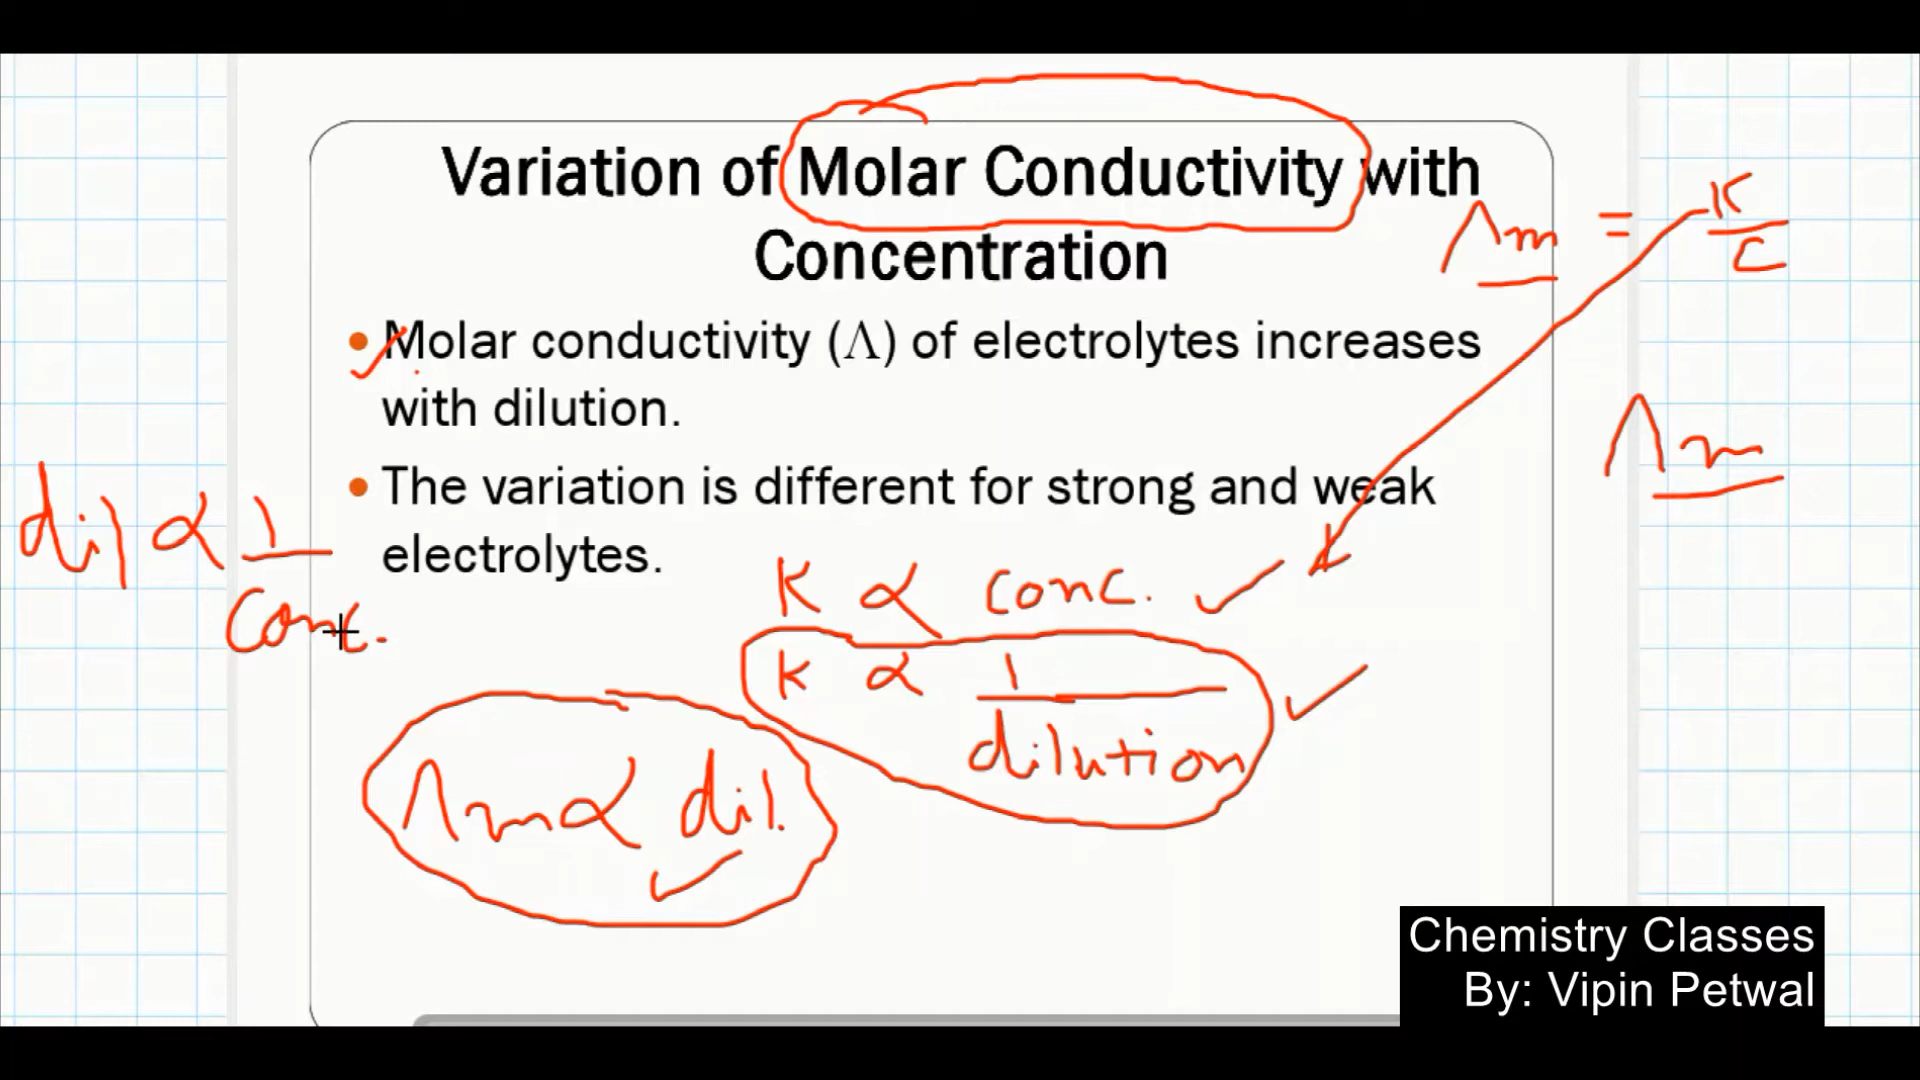 Variation of Molar Conductivity with
Concentration
Λm = K/C
• Molar conductivity (Λ) of electrolytes increases
with dilution.
Λm
• The variation is different for strong and weak
electrolytes.
dil ∝ 1/conc.
K ∝ conc.
K ∝ 1/dilution
Λm ∝ dil.
Chemistry Classes
By: Vipin Petwal